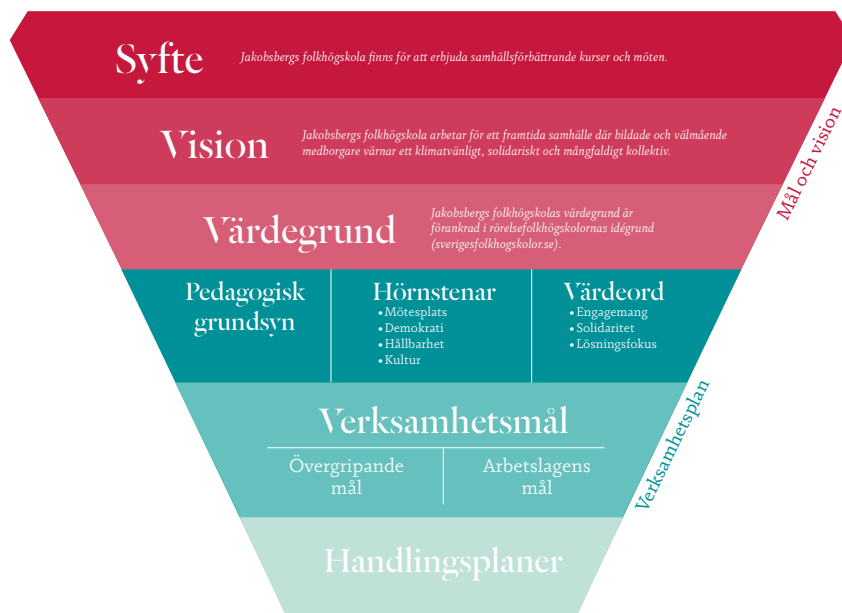 Syfte
Jakobsbergs folkhögskola finns för att erbjuda samhällsförbättrande kurser och möten.
Vision
Jakobsbergs folkhögskola arbetar för ett framtida samhälle där bildade och välmående
medborgare värnar ett klimatvänligt, solidariskt och mångfaldigt kollektiv.
Värdegrund
Jakobsbergs folkhögskolas värdegrund är
förankrad i rörelsefolkhögskolornas idégrund
(sverigesfolkhogskolor.se).
Mål och vision
Pedagogisk
grundsyn
Hörnstenar
• Mötesplats
• Demokrati
• Hållbarhet
• Kultur
Värdeord
• Engagemang
• Solidaritet
• Lösningsfokus
Verksamhetsmål
Övergripande
mål
Arbetslagens
mål
Verksamhetsplan
Handlingsplaner